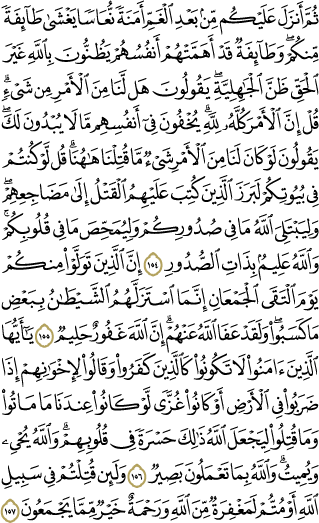 ثُمَّ أَنزَلَ عَلَيْكُم مِّنۢ بَعْدِ ٱلْغَمِّ أَمَنَةً نُّعَاسًا يَغْشَىٰ طَآئِفَةً
مِّنكُمْ ۖ وَطَآئِفَةٌ قَدْ أَهَمَّتْهُمْ أَنفُسُهُمْ يَظُنُّونَ بِٱللَّهِ غَيْرَ
ٱلْحَقِّ ظَنَّ ٱلْجَٰهِلِيَّةِ ۖ يَقُولُونَ هَل لَّنَا مِنَ ٱلْأَمْرِ مِن شَىْءٍ ۗ
قُلْ إِنَّ ٱلْأَمْرَ كُلَّهُۥ لِلَّهِ ۗ يُخْفُونَ فِىٓ أَنفُسِهِم مَّا لَا يُبْدُونَ لَكَ ۖ
يَقُولُونَ لَوْ كَانَ لَنَا مِنَ ٱلْأَمْرِ شَىْءٌ مَّا قُتِلْنَا هَٰهُنَا ۗ قُل لَّوْ كُنتُمْ
فِى بُيُوتِكُمْ لَبَرَزَ ٱلَّذِينَ كُتِبَ عَلَيْهِمُ ٱلْقَتْلُ إِلَىٰ مَضَاجِعِهِمْ ۖ
وَلِيَبْتَلِىَ ٱللَّهُ مَا فِى صُدُورِكُمْ وَلِيُمَحِّصَ مَا فِى قُلُوبِكُمْ ۗ
وَٱللَّهُ عَلِيمٌۢ بِذَاتِ ٱلصُّدُورِ ١٥٤ إِنَّ ٱلَّذِينَ تَوَلَّوْا۟ مِنكُمْ
يَوْمَ ٱلْتَقَى ٱلْجَمْعَانِ إِنَّمَا ٱسْتَزَلَّهُمُ ٱلشَّيْطَٰنُ بِبَعْضِ
مَا كَسَبُوا۟ ۖ وَلَقَدْ عَفَا ٱللَّهُ عَنْهُمْ ۗ إِنَّ ٱللَّهَ غَفُورٌ حَلِيمٌ ١٥٥ يَٰٓأَيُّهَا
ٱلَّذِينَ ءَامَنُوا۟ لَا تَكُونُوا۟ كَٱلَّذِينَ كَفَرُوا۟ وَقَالُوا۟ لِإِخْوَٰنِهِمْ إِذَا
ضَرَبُوا۟ فِى ٱلْأَرْضِ أَوْ كَانُوا۟ غُزًّى لَّوْ كَانُوا۟ عِندَنَا مَا مَاتُوا۟
وَمَا قُتِلُوا۟ لِيَجْعَلَ ٱللَّهُ ذَٰلِكَ حَسْرَةً فِى قُلُوبِهِمْ ۗ وَٱللَّهُ يُحْىِۦ
وَيُمِيتُ ۗ وَٱللَّهُ بِمَا تَعْمَلُونَ بَصِيرٌ ١٥٦ وَلَئِن قُتِلْتُمْ فِى سَبِيلِ
ٱللَّهِ أَوْ مُتُّمْ لَمَغْفِرَةٌ مِّنَ ٱللَّهِ وَرَحْمَةٌ خَيْرٌ مِّمَّا يَجْمَعُونَ ١٥٧